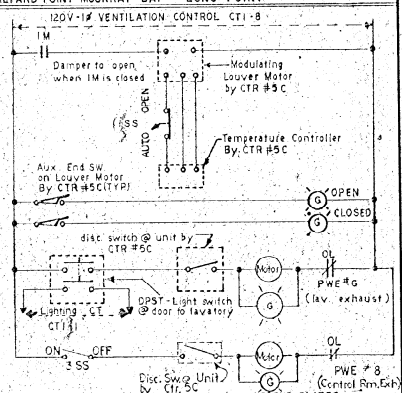 120V-1Ø VENTILATION CONTROL CT1-8
1M
Damper to open
when 1M is closed
Modulating
Louver Motor
by CTR #5C
OPEN
SS
AUTO
Temperature Controller
By. CTR #5C
Aux. End Sw.
on Louver Motor
By CTR #5C(TYP)
G OPEN
G CLOSED
disc. switch @ unit by
CTR #5C
Motor
OL
G
PWE #6
(lav. exhaust)
Lighting CT
DPST-Light switch
@ door to lavatory
ON OFF
3 SS
Motor
OL
G
Disc. Sw.@ Unit
by Ctr. 5C
PWE #8
(Control Rm. Exh)